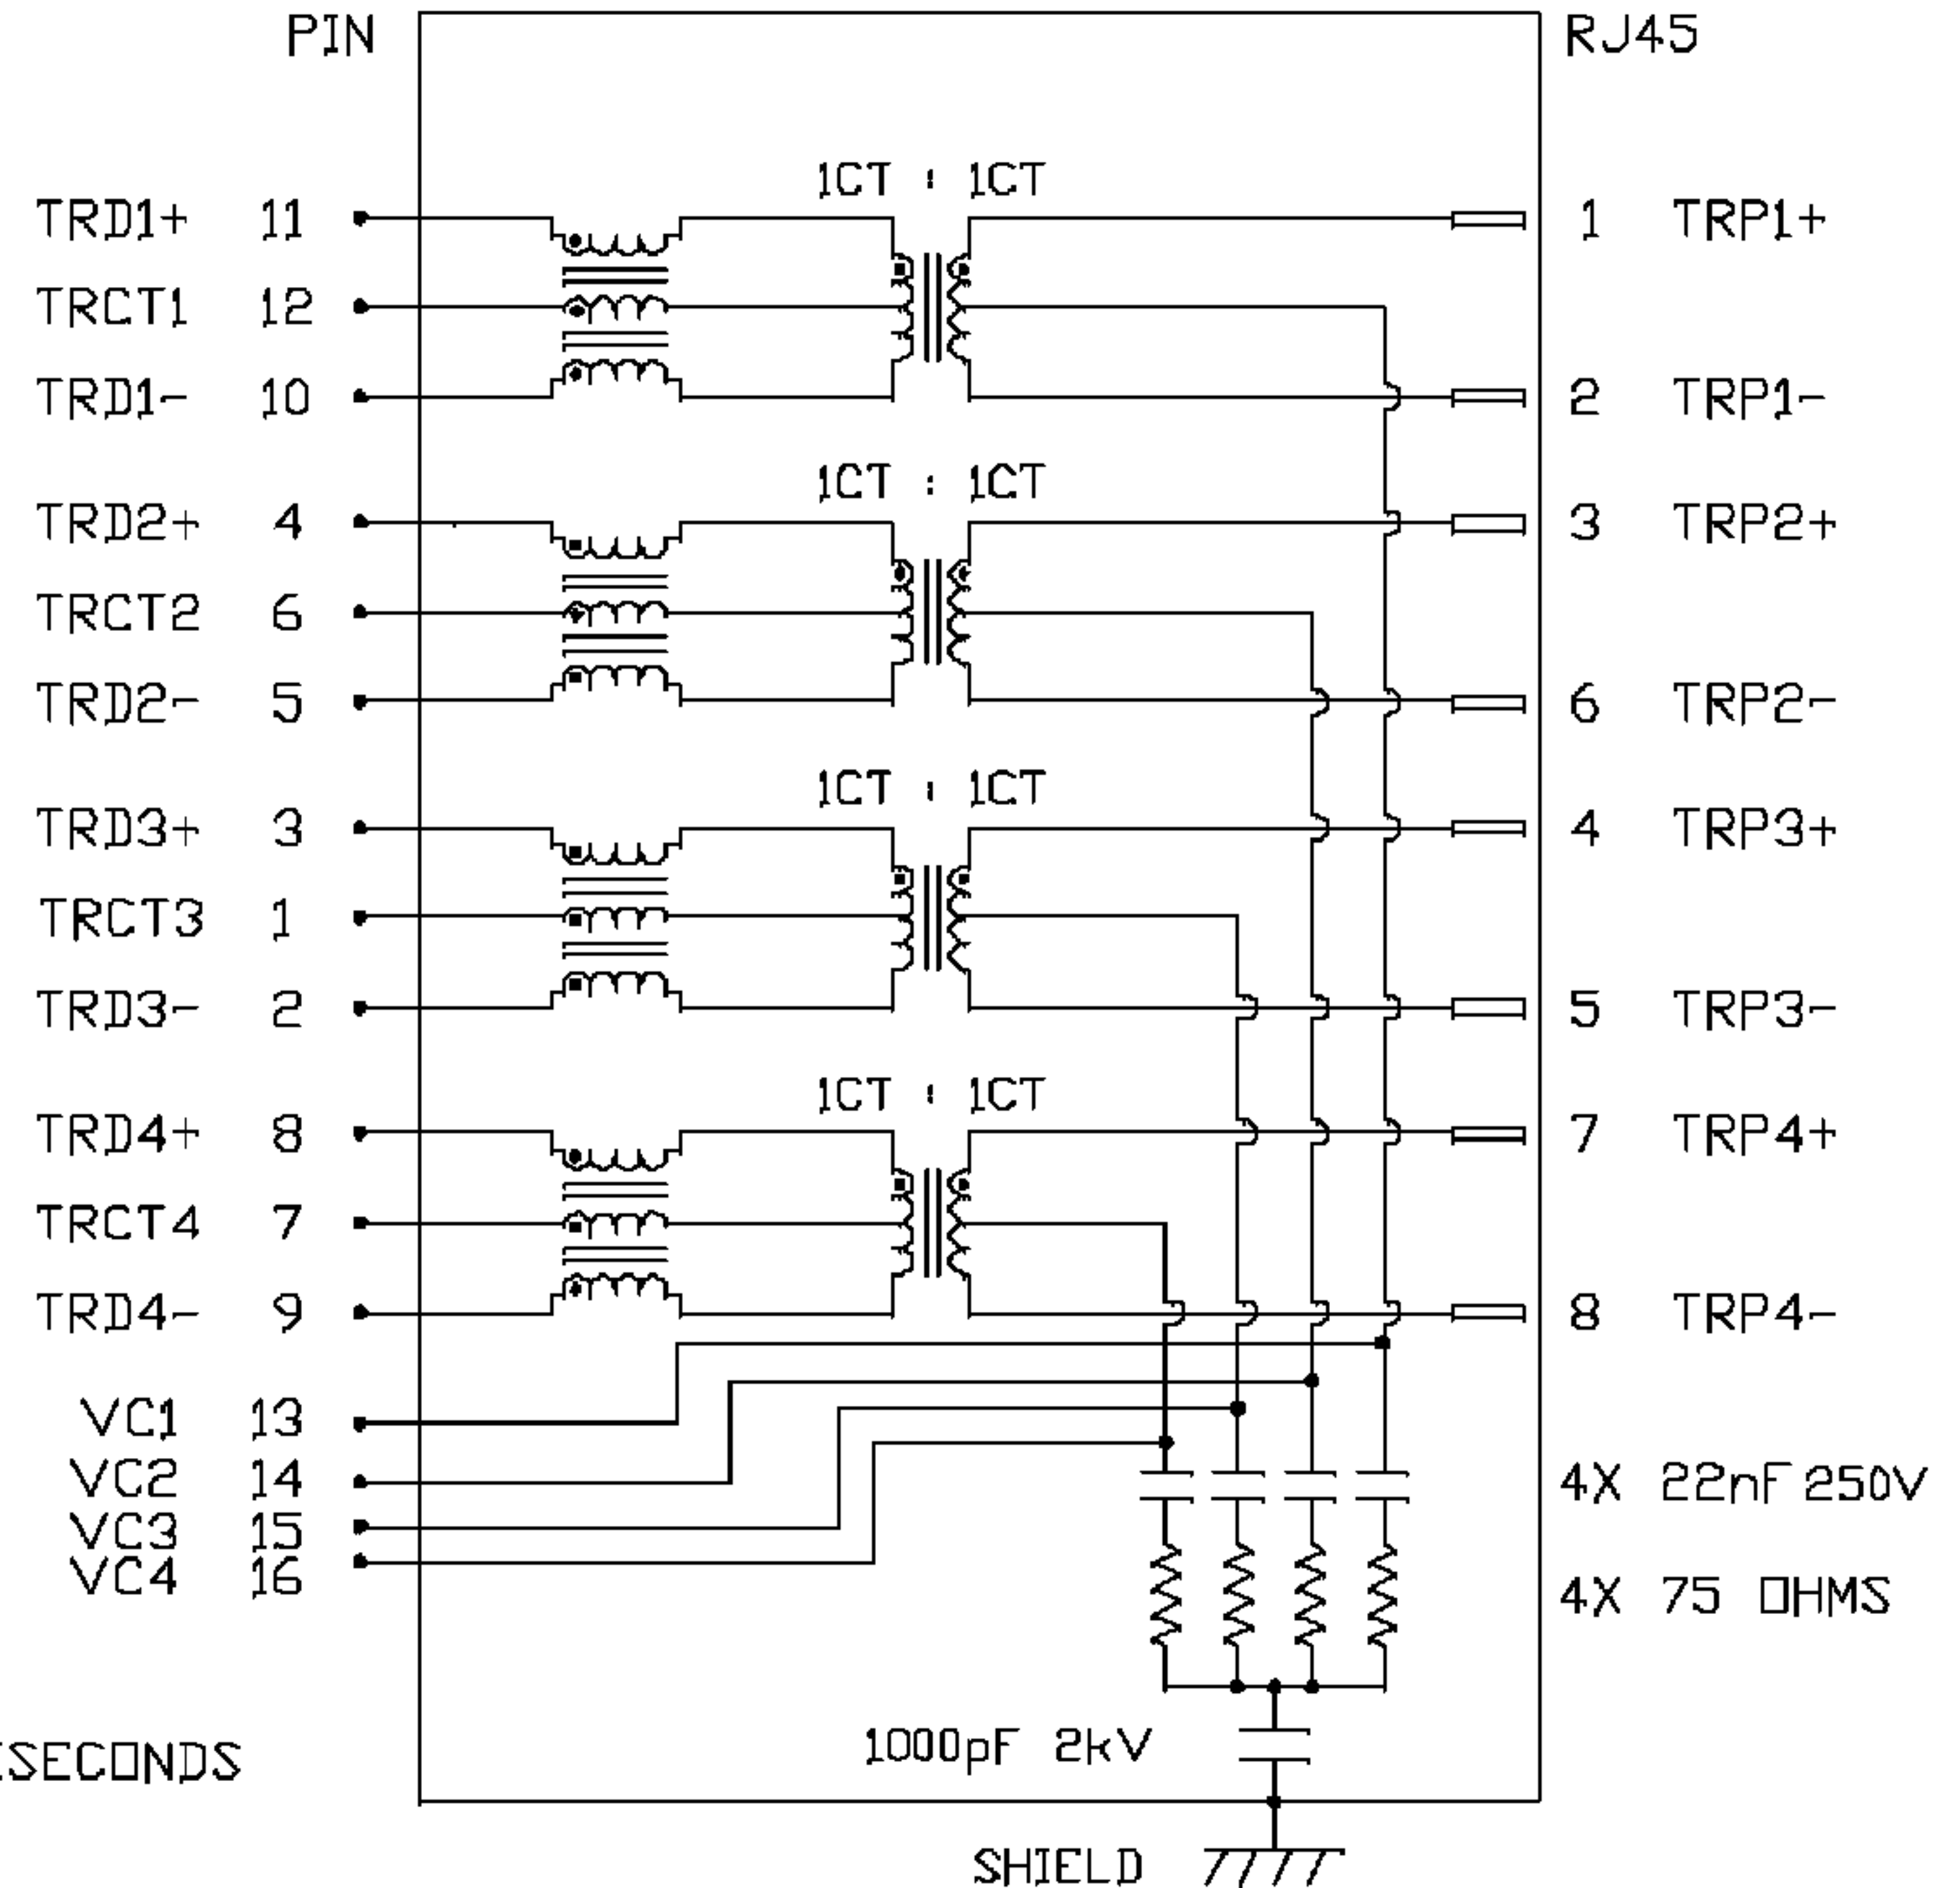 PIN RJ45
1CT : 1CT
TRD1+ 11 1 TRP1+
TRCT1 12
TRD1- 10 2 TRP1-
1CT : 1CT
TRD2+ 4 3 TRP2+
TRCT2 6
TRD2- 5 6 TRP2-
1CT : 1CT
TRD3+ 3 4 TRP3+
TRCT3 1
TRD3- 2 5 TRP3-
1CT : 1CT
TRD4+ 8 7 TRP4+
TRCT4 7
TRD4- 9 8 TRP4-
VC1 13
VC2 14 4X 22nF 250V
VC3 15
VC4 16 4X 75 OHMS
1000pF 2kV
SECONDS
SHIELD